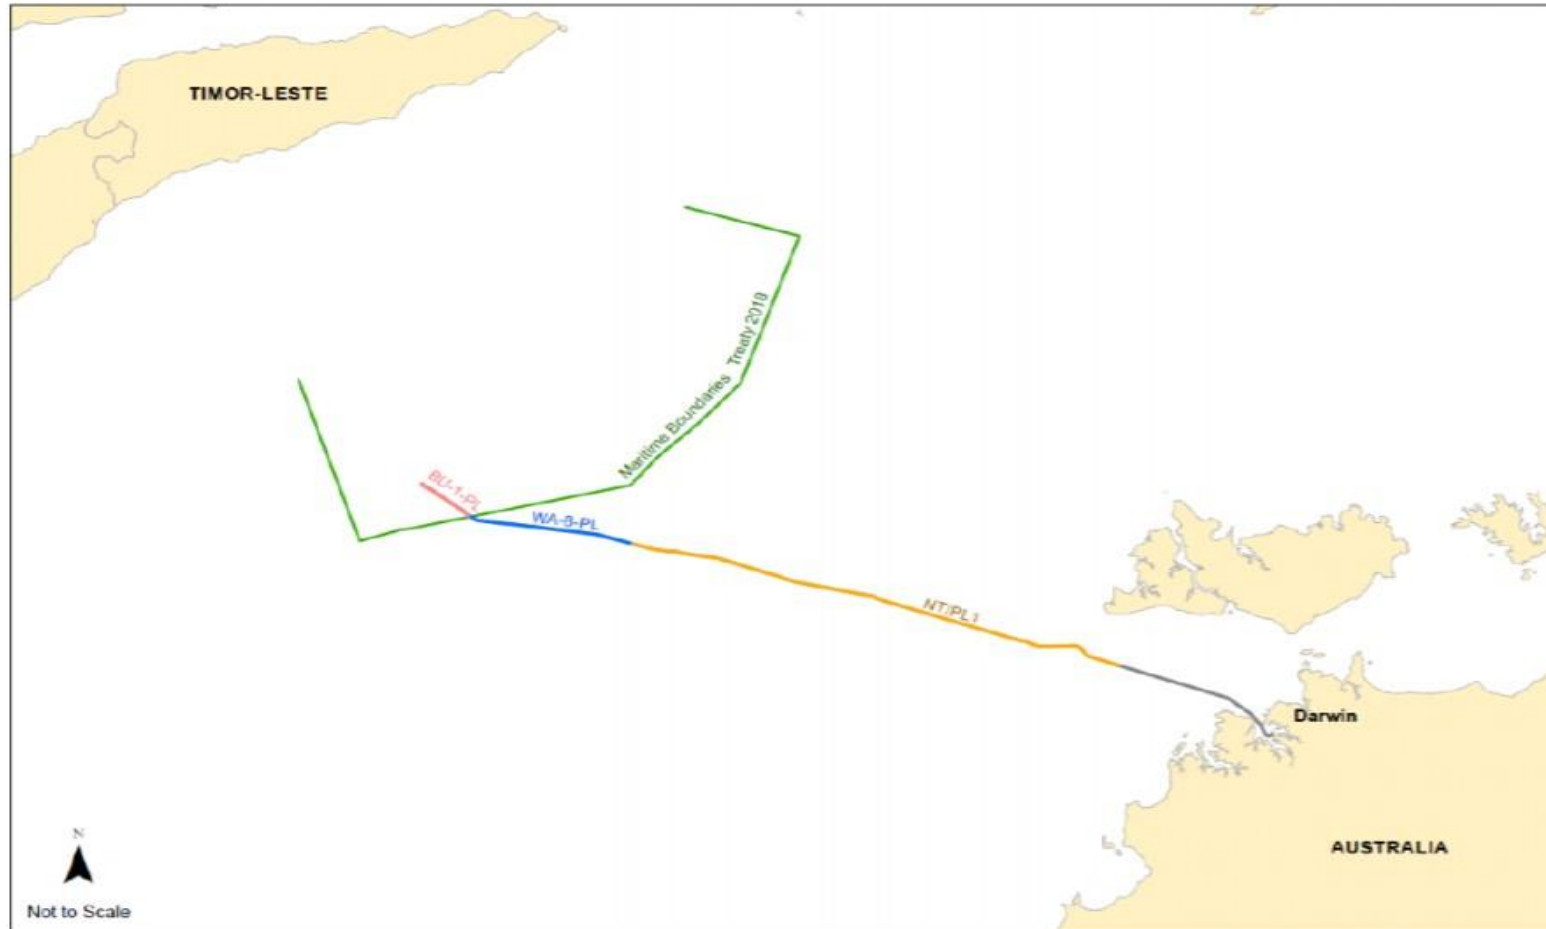 TIMOR-LESTE
Maritime Boundaries Treaty 2018
BU-1-PL
WA-8-PL
NT/PL1
Darwin
AUSTRALIA
N
Not to Scale